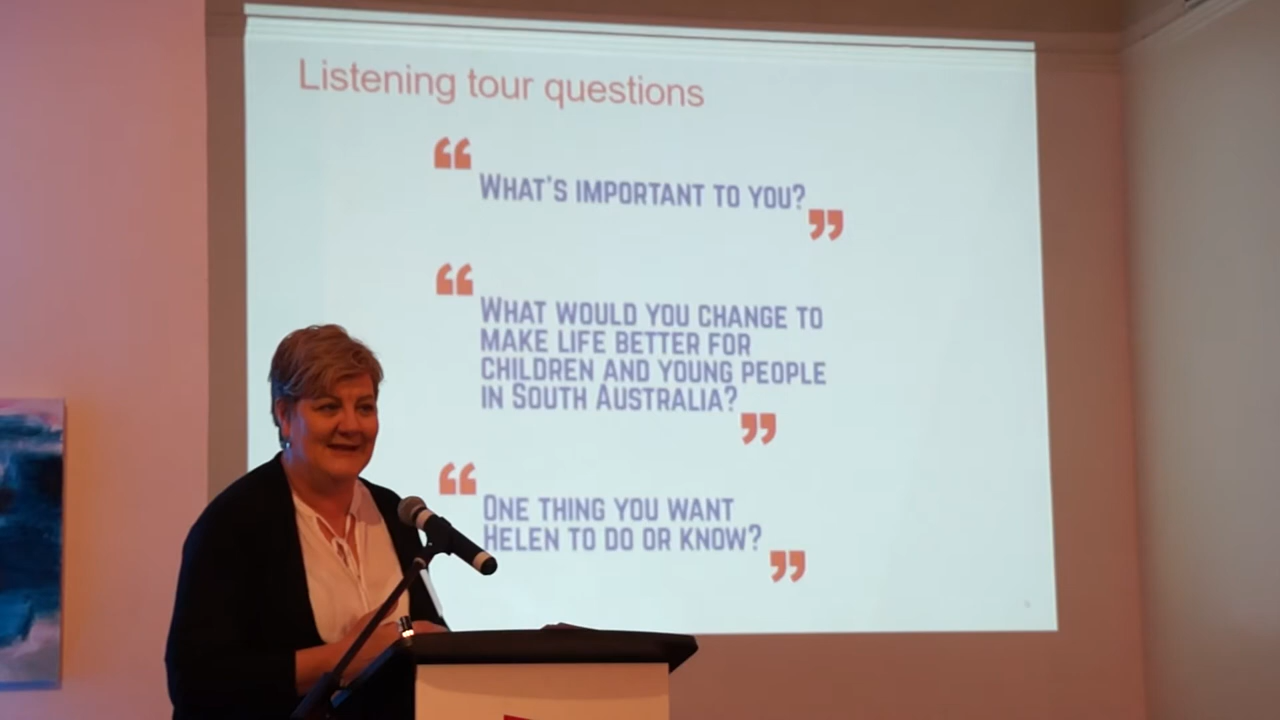 Listening tour questions
“
WHAT'S IMPORTANT TO YOU?
”
“
WHAT WOULD YOU CHANGE TO
MAKE LIFE BETTER FOR
CHILDREN AND YOUNG PEOPLE
IN SOUTH AUSTRALIA?
”
“
ONE THING YOU WANT
HELEN TO DO OR KNOW?
”